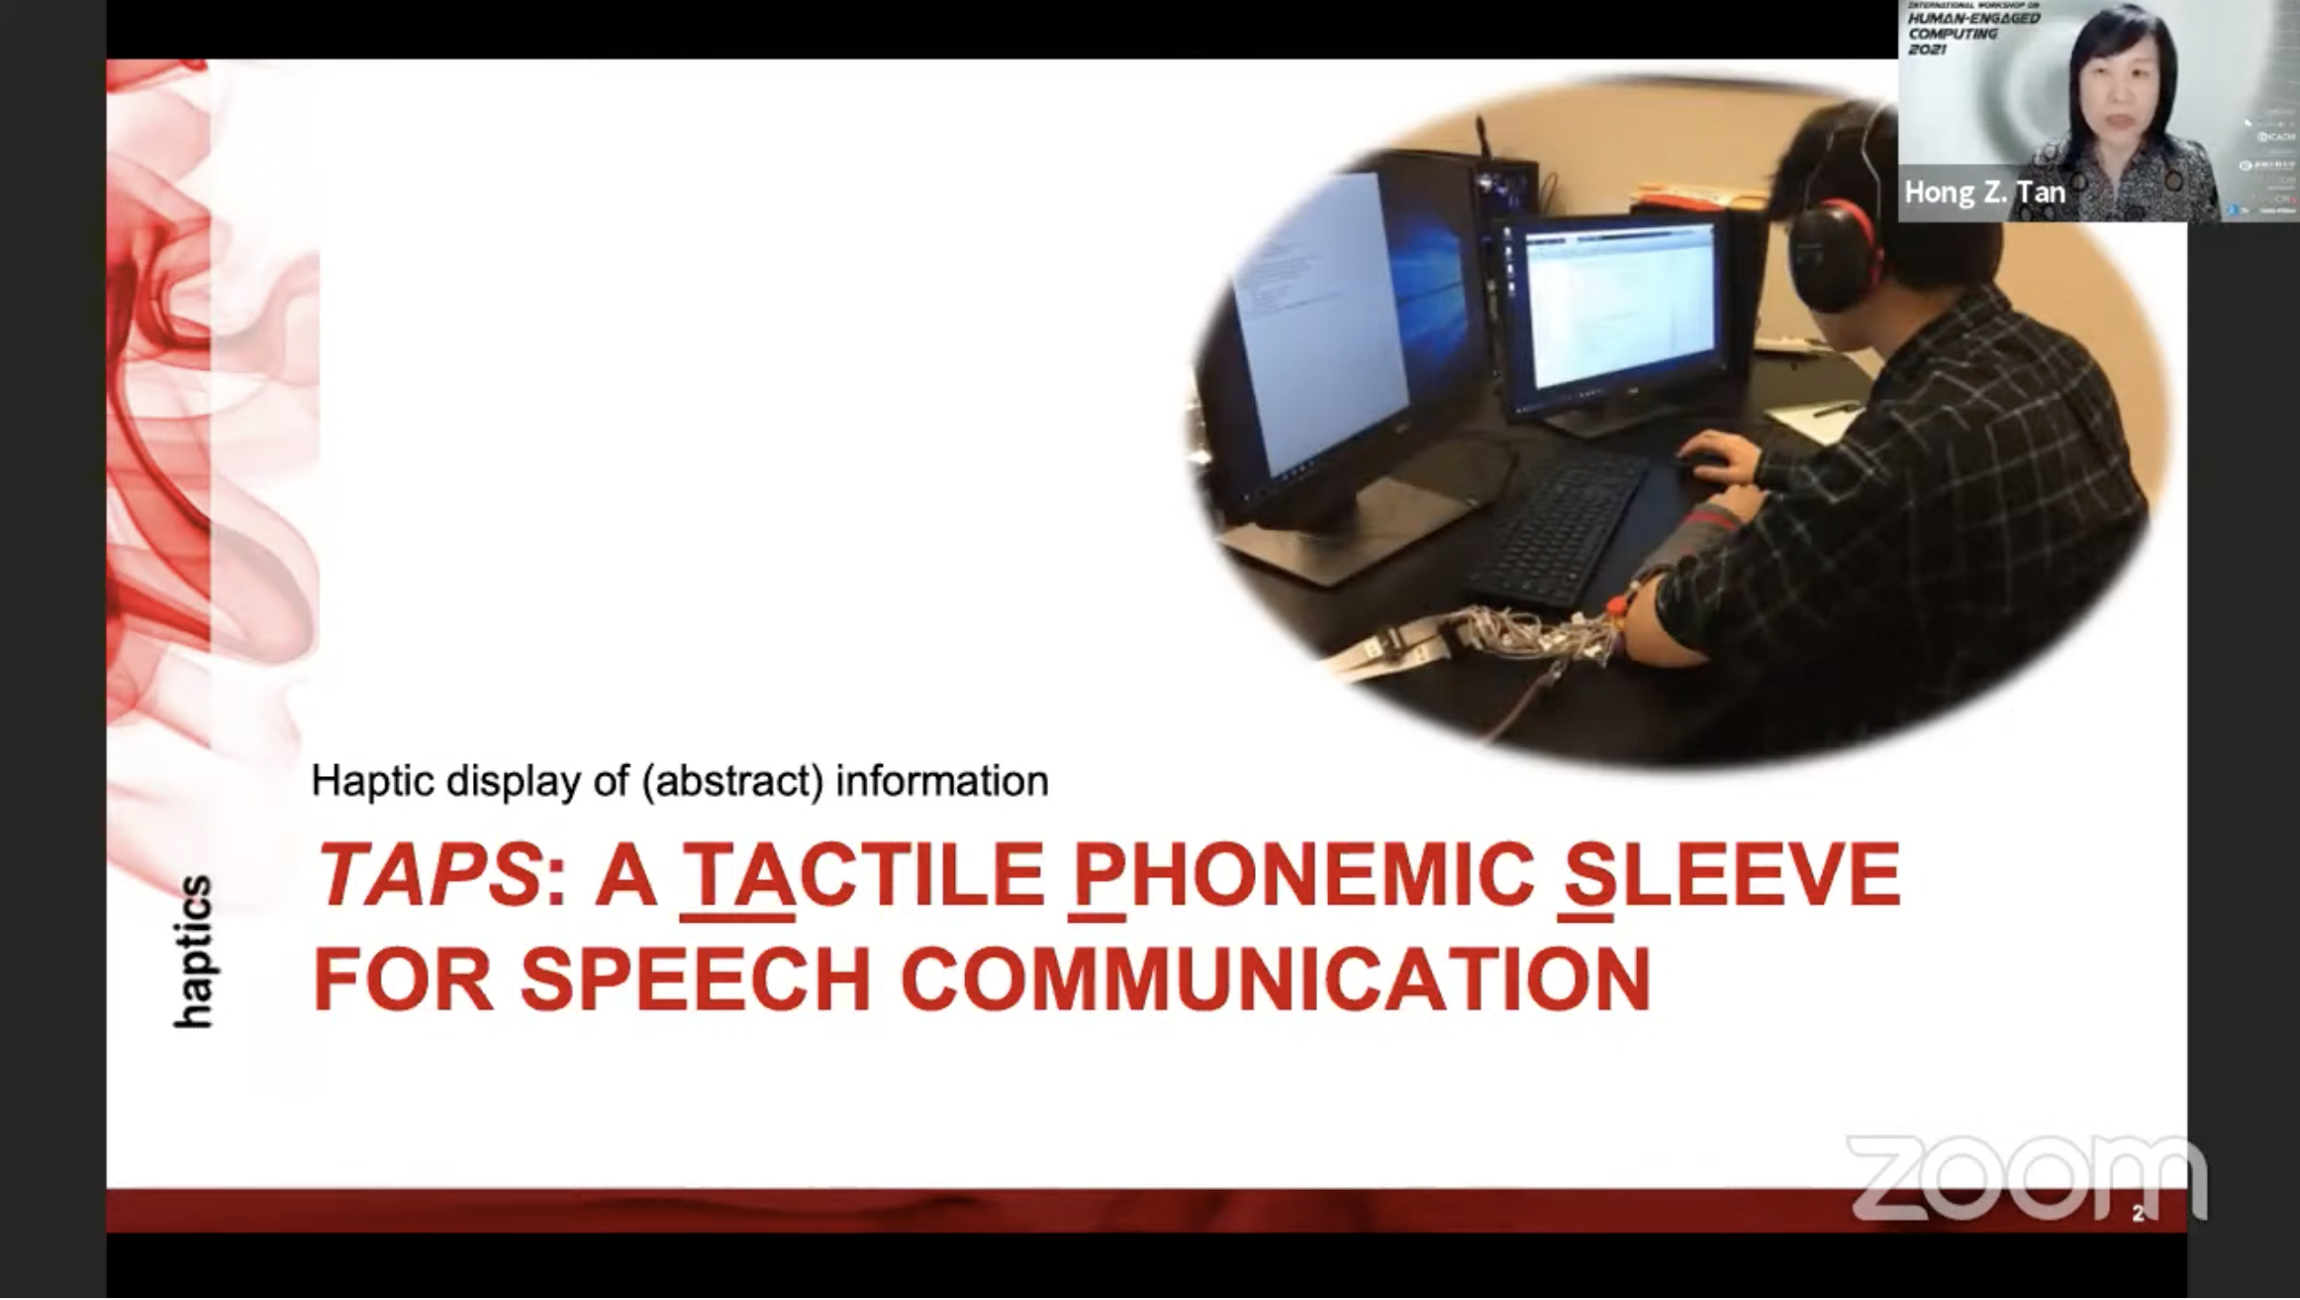 INTERNATIONAL WORKSHOP ON
HUMAN-ENGAGED
COMPUTING
2021
Hong Z. Tan
Haptic display of (abstract) information
TAPS: A TACTILE PHONEMIC SLEEVE
FOR SPEECH COMMUNICATION
haptics
zoom
2